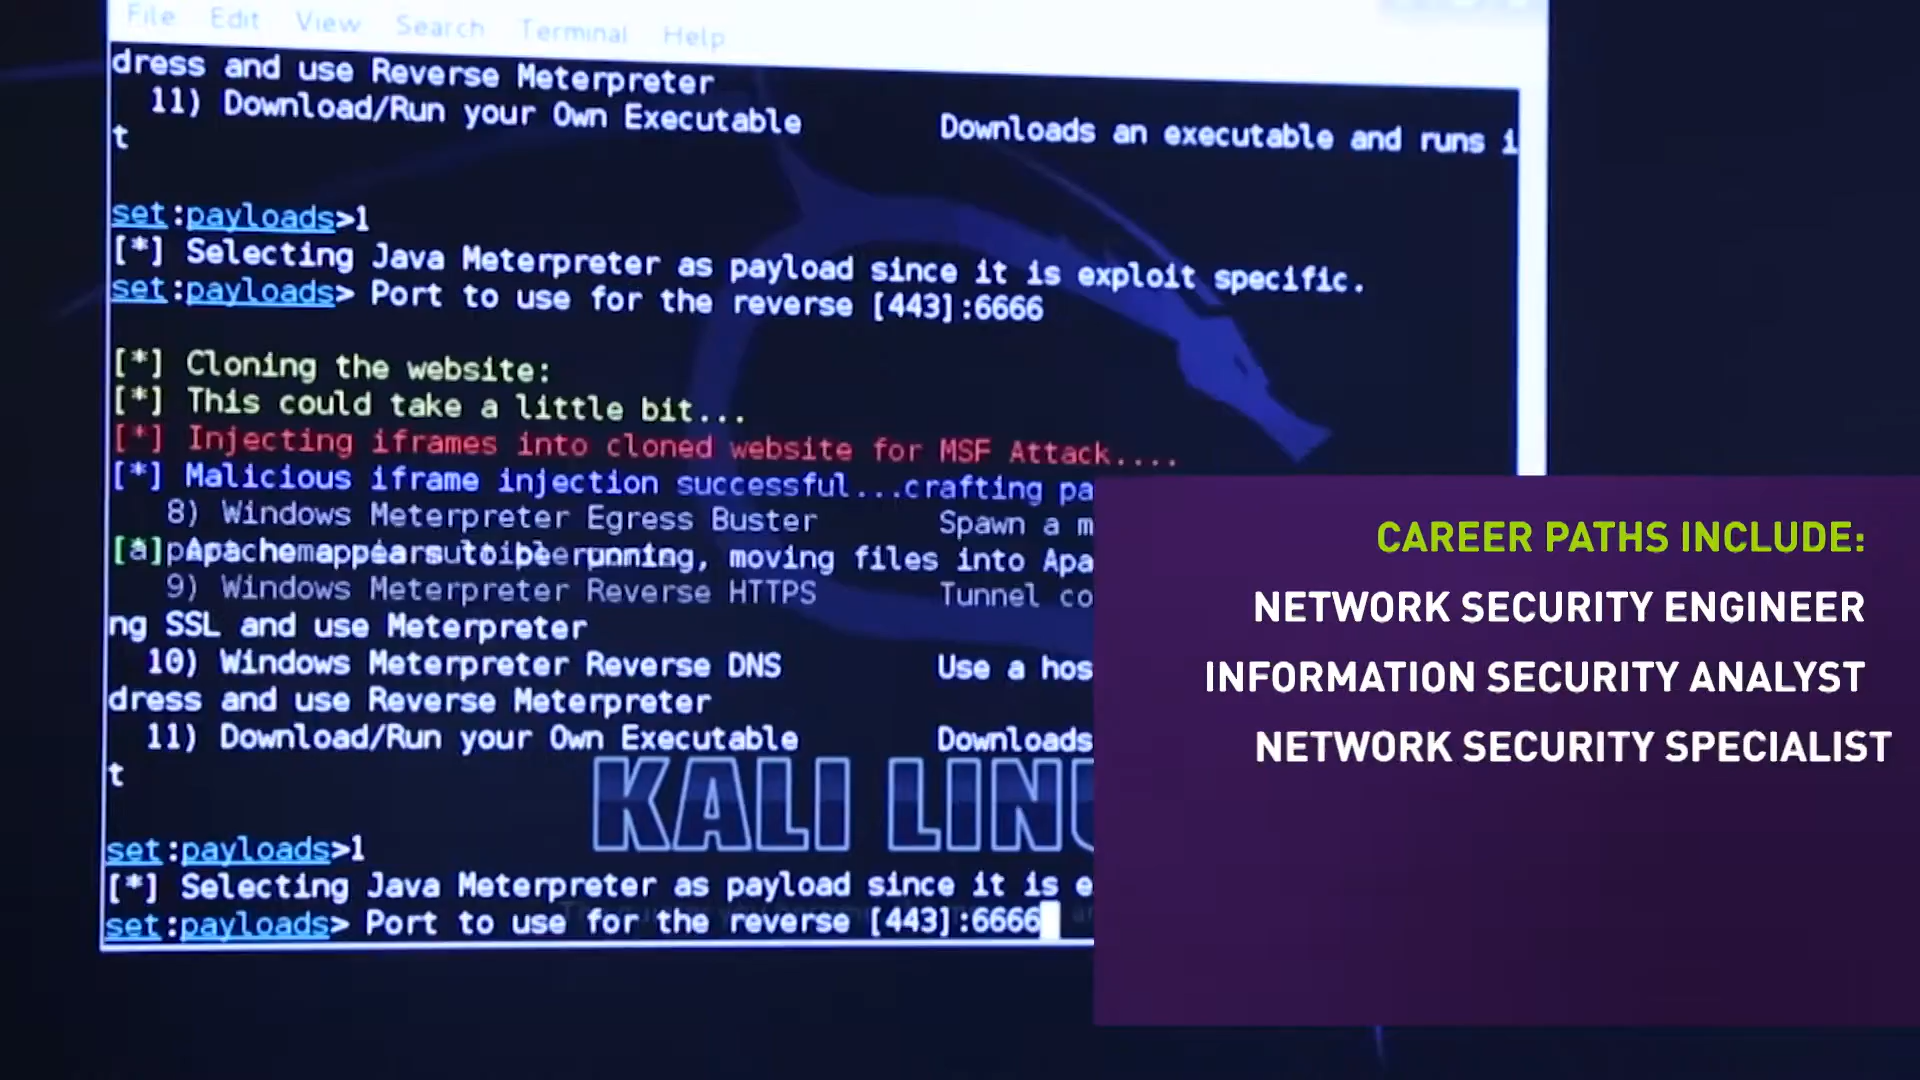 File Edit View Search Terminal Help
dress and use Reverse Meterpreter
11) Download/Run your Own Executable Downloads an executable and runs i
t
set:payloads>1
[*] Selecting Java Meterpreter as payload since it is exploit specific.
set:payloads> Port to use for the reverse [443]:6666
[*] Cloning the website:
[*] This could take a little bit...
[*] Injecting iframes into cloned website for MSF Attack....
[*] Malicious iframe injection successful...crafting pa
8) Windows Meterpreter Egress Buster Spawn a m
running, moving files into Apa
9) Windows Meterpreter Reverse HTTPS Tunnel co
ng SSL and use Meterpreter
10) Windows Meterpreter Reverse DNS Use a hos
dress and use Reverse Meterpreter
11) Download/Run your Own Executable Downloads
t
KALI LINU
set:payloads>1
[*] Selecting Java Meterpreter as payload since it is e
set:payloads> Port to use for the reverse [443]:6666
CAREER PATHS INCLUDE:
NETWORK SECURITY ENGINEER
INFORMATION SECURITY ANALYST
NETWORK SECURITY SPECIALIST